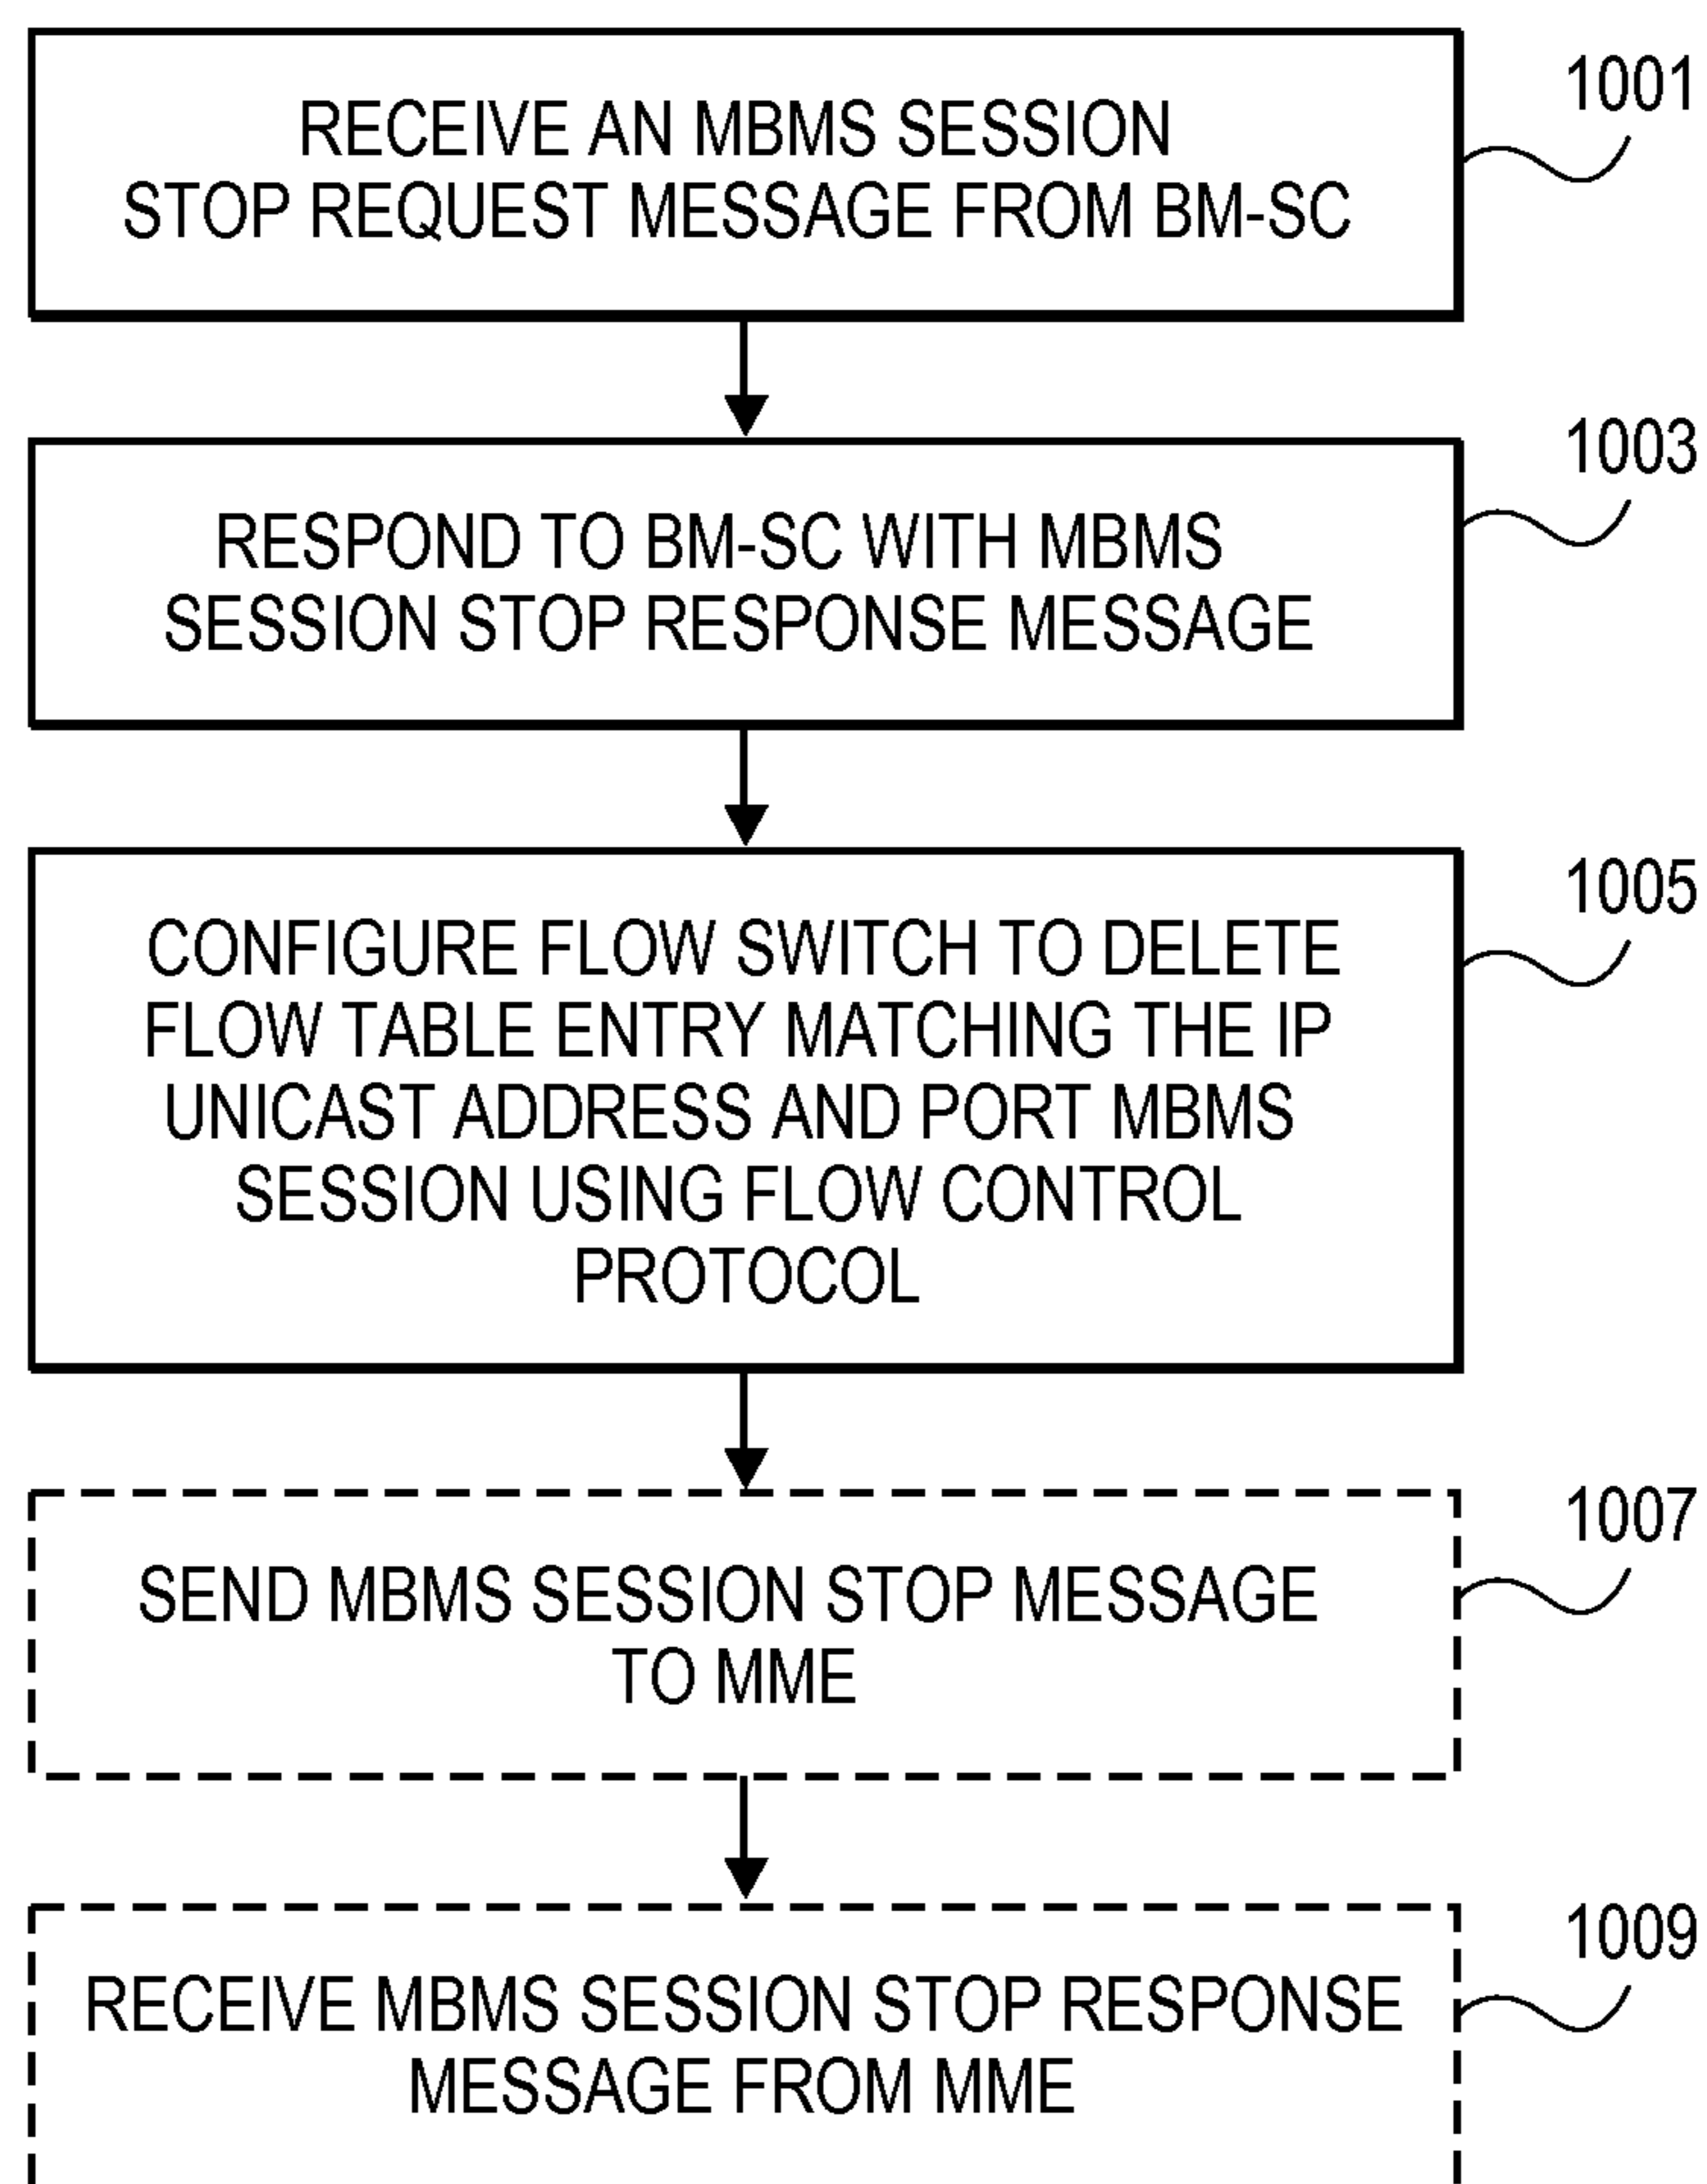 RECEIVE AN MBMS SESSION
STOP REQUEST MESSAGE FROM BM-SC
1001
RESPOND TO BM-SC WITH MBMS
SESSION STOP RESPONSE MESSAGE
1003
CONFIGURE FLOW SWITCH TO DELETE
FLOW TABLE ENTRY MATCHING THE IP
UNICAST ADDRESS AND PORT MBMS
SESSION USING FLOW CONTROL
PROTOCOL
1005
SEND MBMS SESSION STOP MESSAGE
TO MME
1007
RECEIVE MBMS SESSION STOP RESPONSE
MESSAGE FROM MME
1009